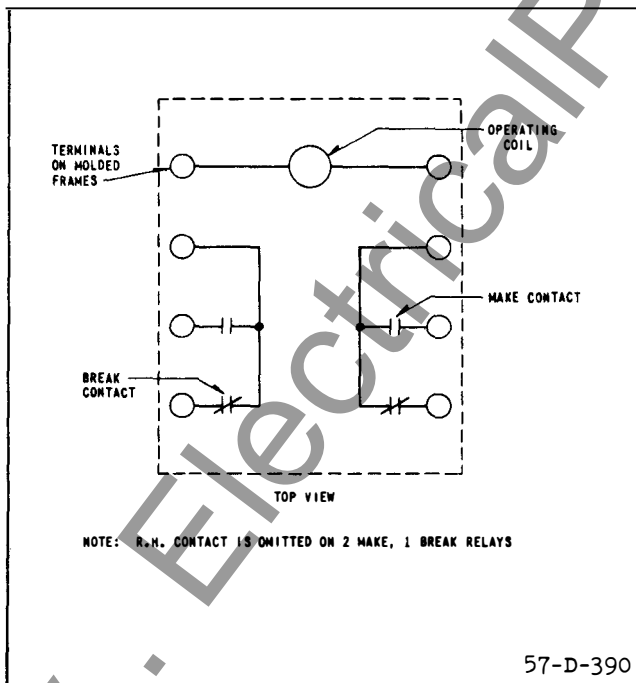 TERMINALS
ON MOLDED
FRAMES
OPERATING
COIL
MAKE CONTACT
BREAK
CONTACT
TOP VIEW
NOTE: R.H. CONTACT IS OMITTED ON 2 MAKE, 1 BREAK RELAYS
57-D-390
. ElectricalP